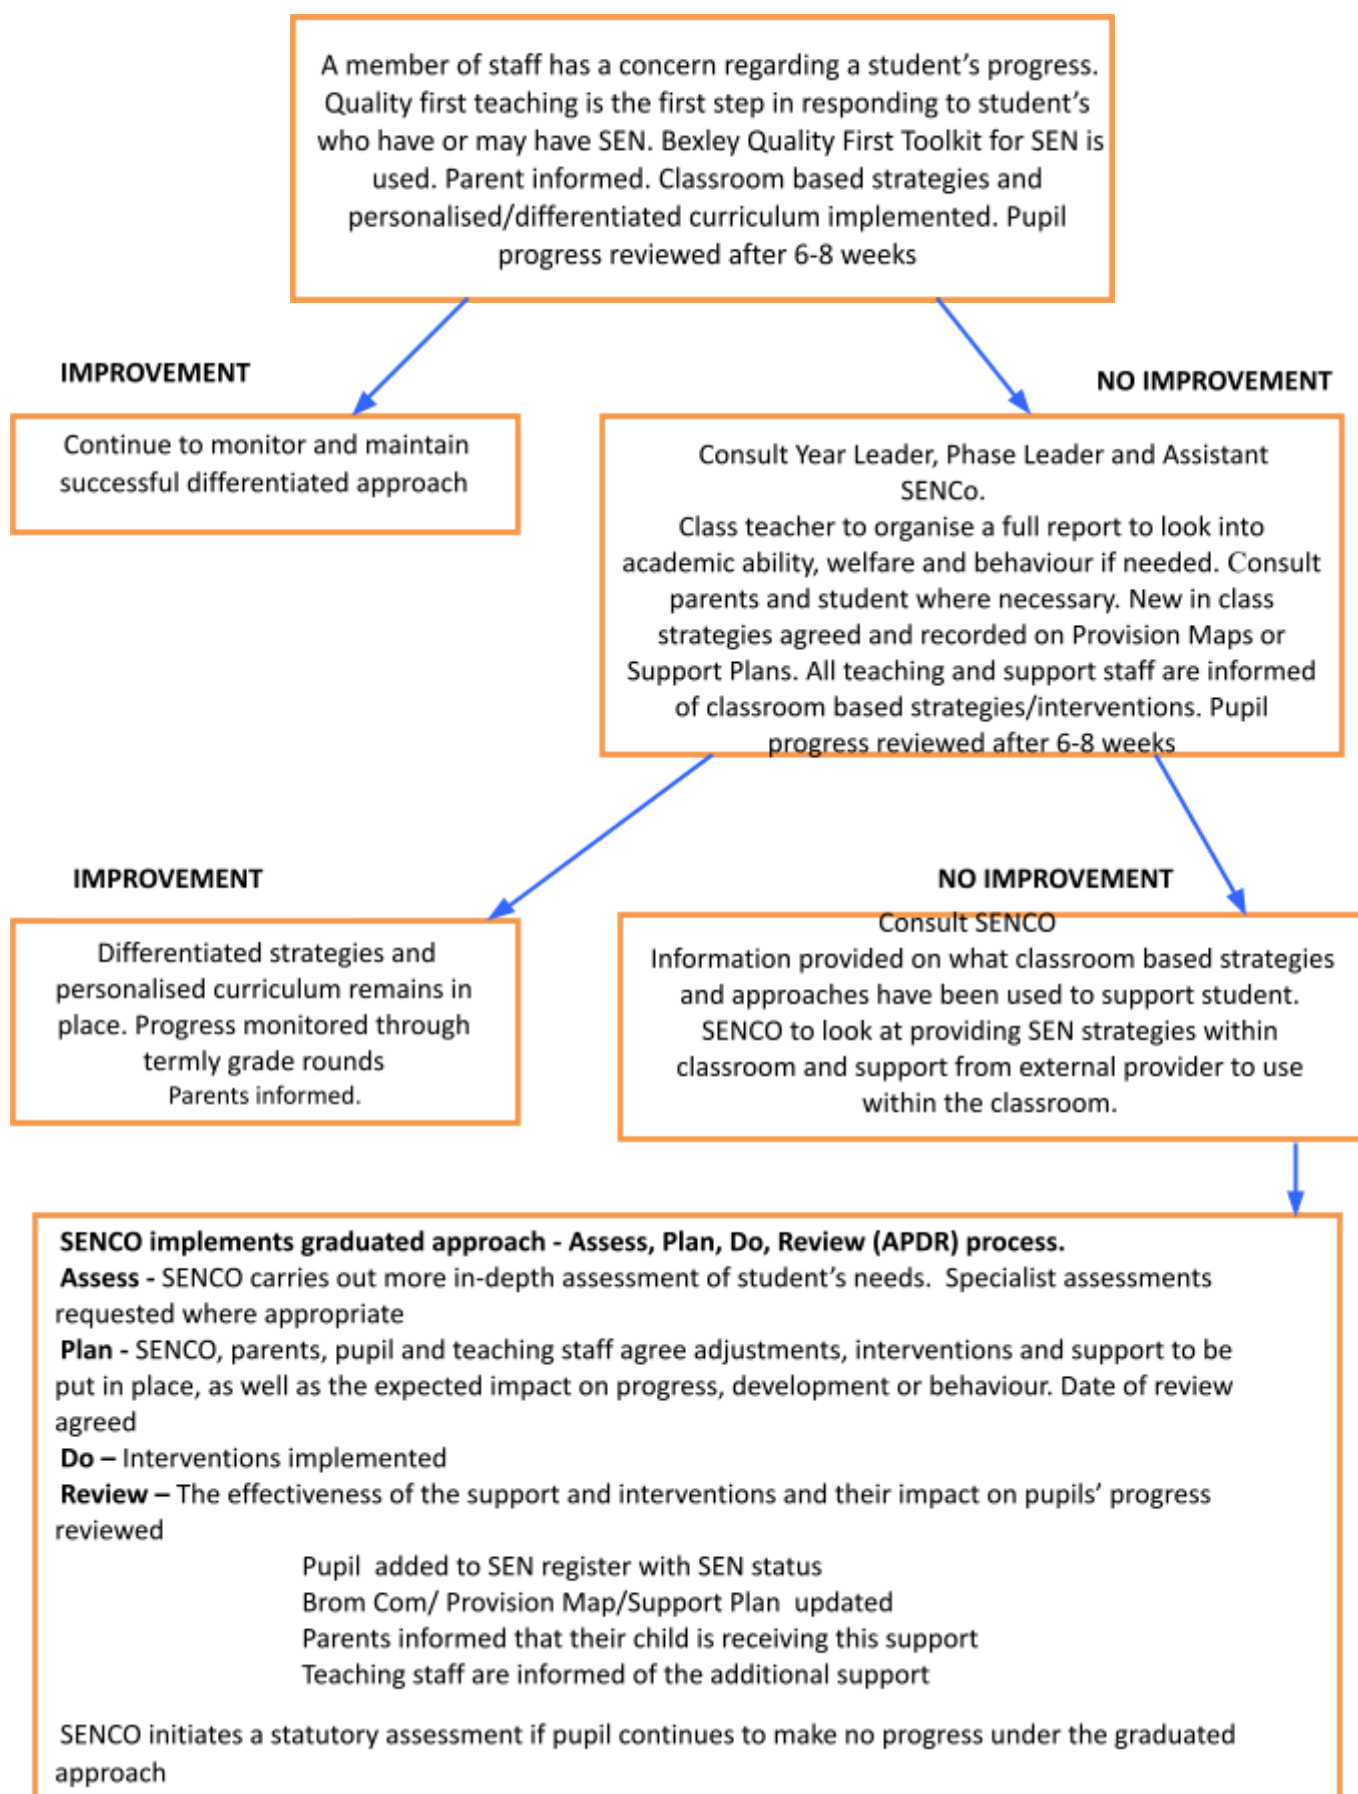 A member of staff has a concern regarding a student's progress.
Quality first teaching is the first step in responding to student's
who have or may have SEN. Bexley Quality First Toolkit for SEN is
used. Parent informed. Classroom based strategies and
personalised/differentiated curriculum implemented. Pupil
progress reviewed after 6-8 weeks
IMPROVEMENT
NO IMPROVEMENT
Continue to monitor and maintain
successful differentiated approach
Consult Year Leader, Phase Leader and Assistant
SENCo.
Class teacher to organise a full report to look into
academic ability, welfare and behaviour if needed. Consult
parents and student where necessary. New in class
strategies agreed and recorded on Provision Maps or
Support Plans. All teaching and support staff are informed
of classroom based strategies/interventions. Pupil
progress reviewed after 6-8 weeks
IMPROVEMENT
NO IMPROVEMENT
Differentiated strategies and
personalised curriculum remains in
place. Progress monitored through
termly grade rounds
Parents informed.
Consult SENCO
Information provided on what classroom based strategies
and approaches have been used to support student.
SENCO to look at providing SEN strategies within
classroom and support from external provider to use
within the classroom.
SENCO implements graduated approach - Assess, Plan, Do, Review (APDR) process.
Assess - SENCO carries out more in-depth assessment of student's needs.  Specialist assessments
requested where appropriate
Plan - SENCO, parents, pupil and teaching staff agree adjustments, interventions and support to be
put in place, as well as the expected impact on progress, development or behaviour. Date of review
agreed
Do – Interventions implemented
Review – The effectiveness of the support and interventions and their impact on pupils' progress
reviewed
Pupil  added to SEN register with SEN status
Brom Com/ Provision Map/Support Plan  updated
Parents informed that their child is receiving this support
Teaching staff are informed of the additional support
SENCO initiates a statutory assessment if pupil continues to make no progress under the graduated
approach